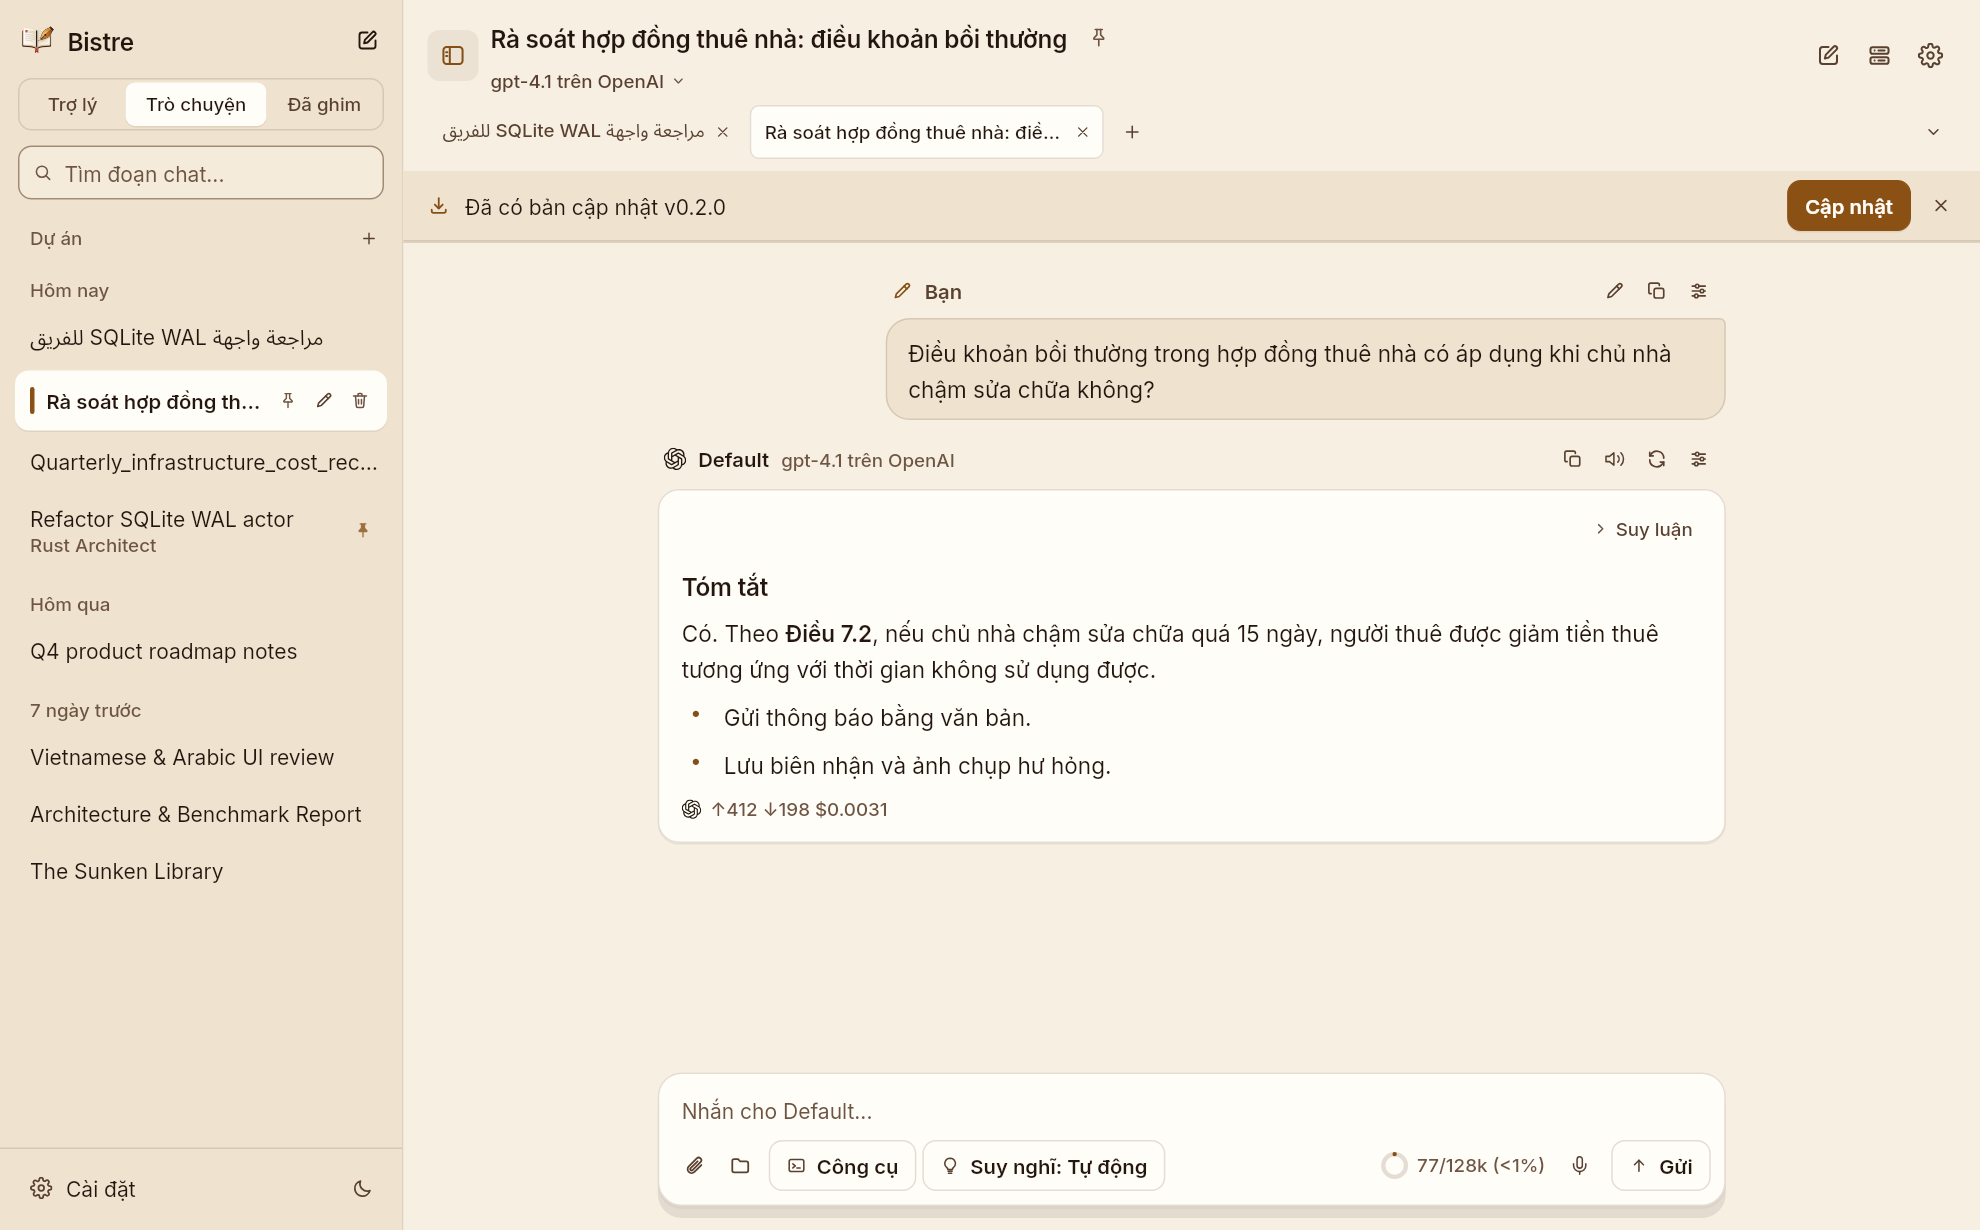 Bistre
Trợ lý
Trò chuyện
Đã ghim
Tìm đoạn chat...
Dự án
Hôm nay
مراجعة واجهة SQLite WAL للفريق
Rà soát hợp đồng th...
Quarterly_infrastructure_cost_rec...
Refactor SQLite WAL actor
Rust Architect
Hôm qua
Q4 product roadmap notes
7 ngày trước
Vietnamese & Arabic UI review
Architecture & Benchmark Report
The Sunken Library
Cài đặt
Rà soát hợp đồng thuê nhà: điều khoản bồi thường
gpt-4.1 trên OpenAI
مراجعة واجهة SQLite WAL للفريق
Rà soát hợp đồng thuê nhà: điề...
Đã có bản cập nhật v0.2.0
Cập nhật
Bạn
Điều khoản bồi thường trong hợp đồng thuê nhà có áp dụng khi chủ nhà
chậm sửa chữa không?
Default gpt-4.1 trên OpenAI
Suy luận
Tóm tắt
Có. Theo Điều 7.2, nếu chủ nhà chậm sửa chữa quá 15 ngày, người thuê được giảm tiền thuê
tương ứng với thời gian không sử dụng được.
• Gửi thông báo bằng văn bản.
• Lưu biên nhận và ảnh chụp hư hỏng.
↑412 ↓198 $0.0031
Nhắn cho Default...
Công cụ
Suy nghĩ: Tự động
77/128k (<1%)
Gửi